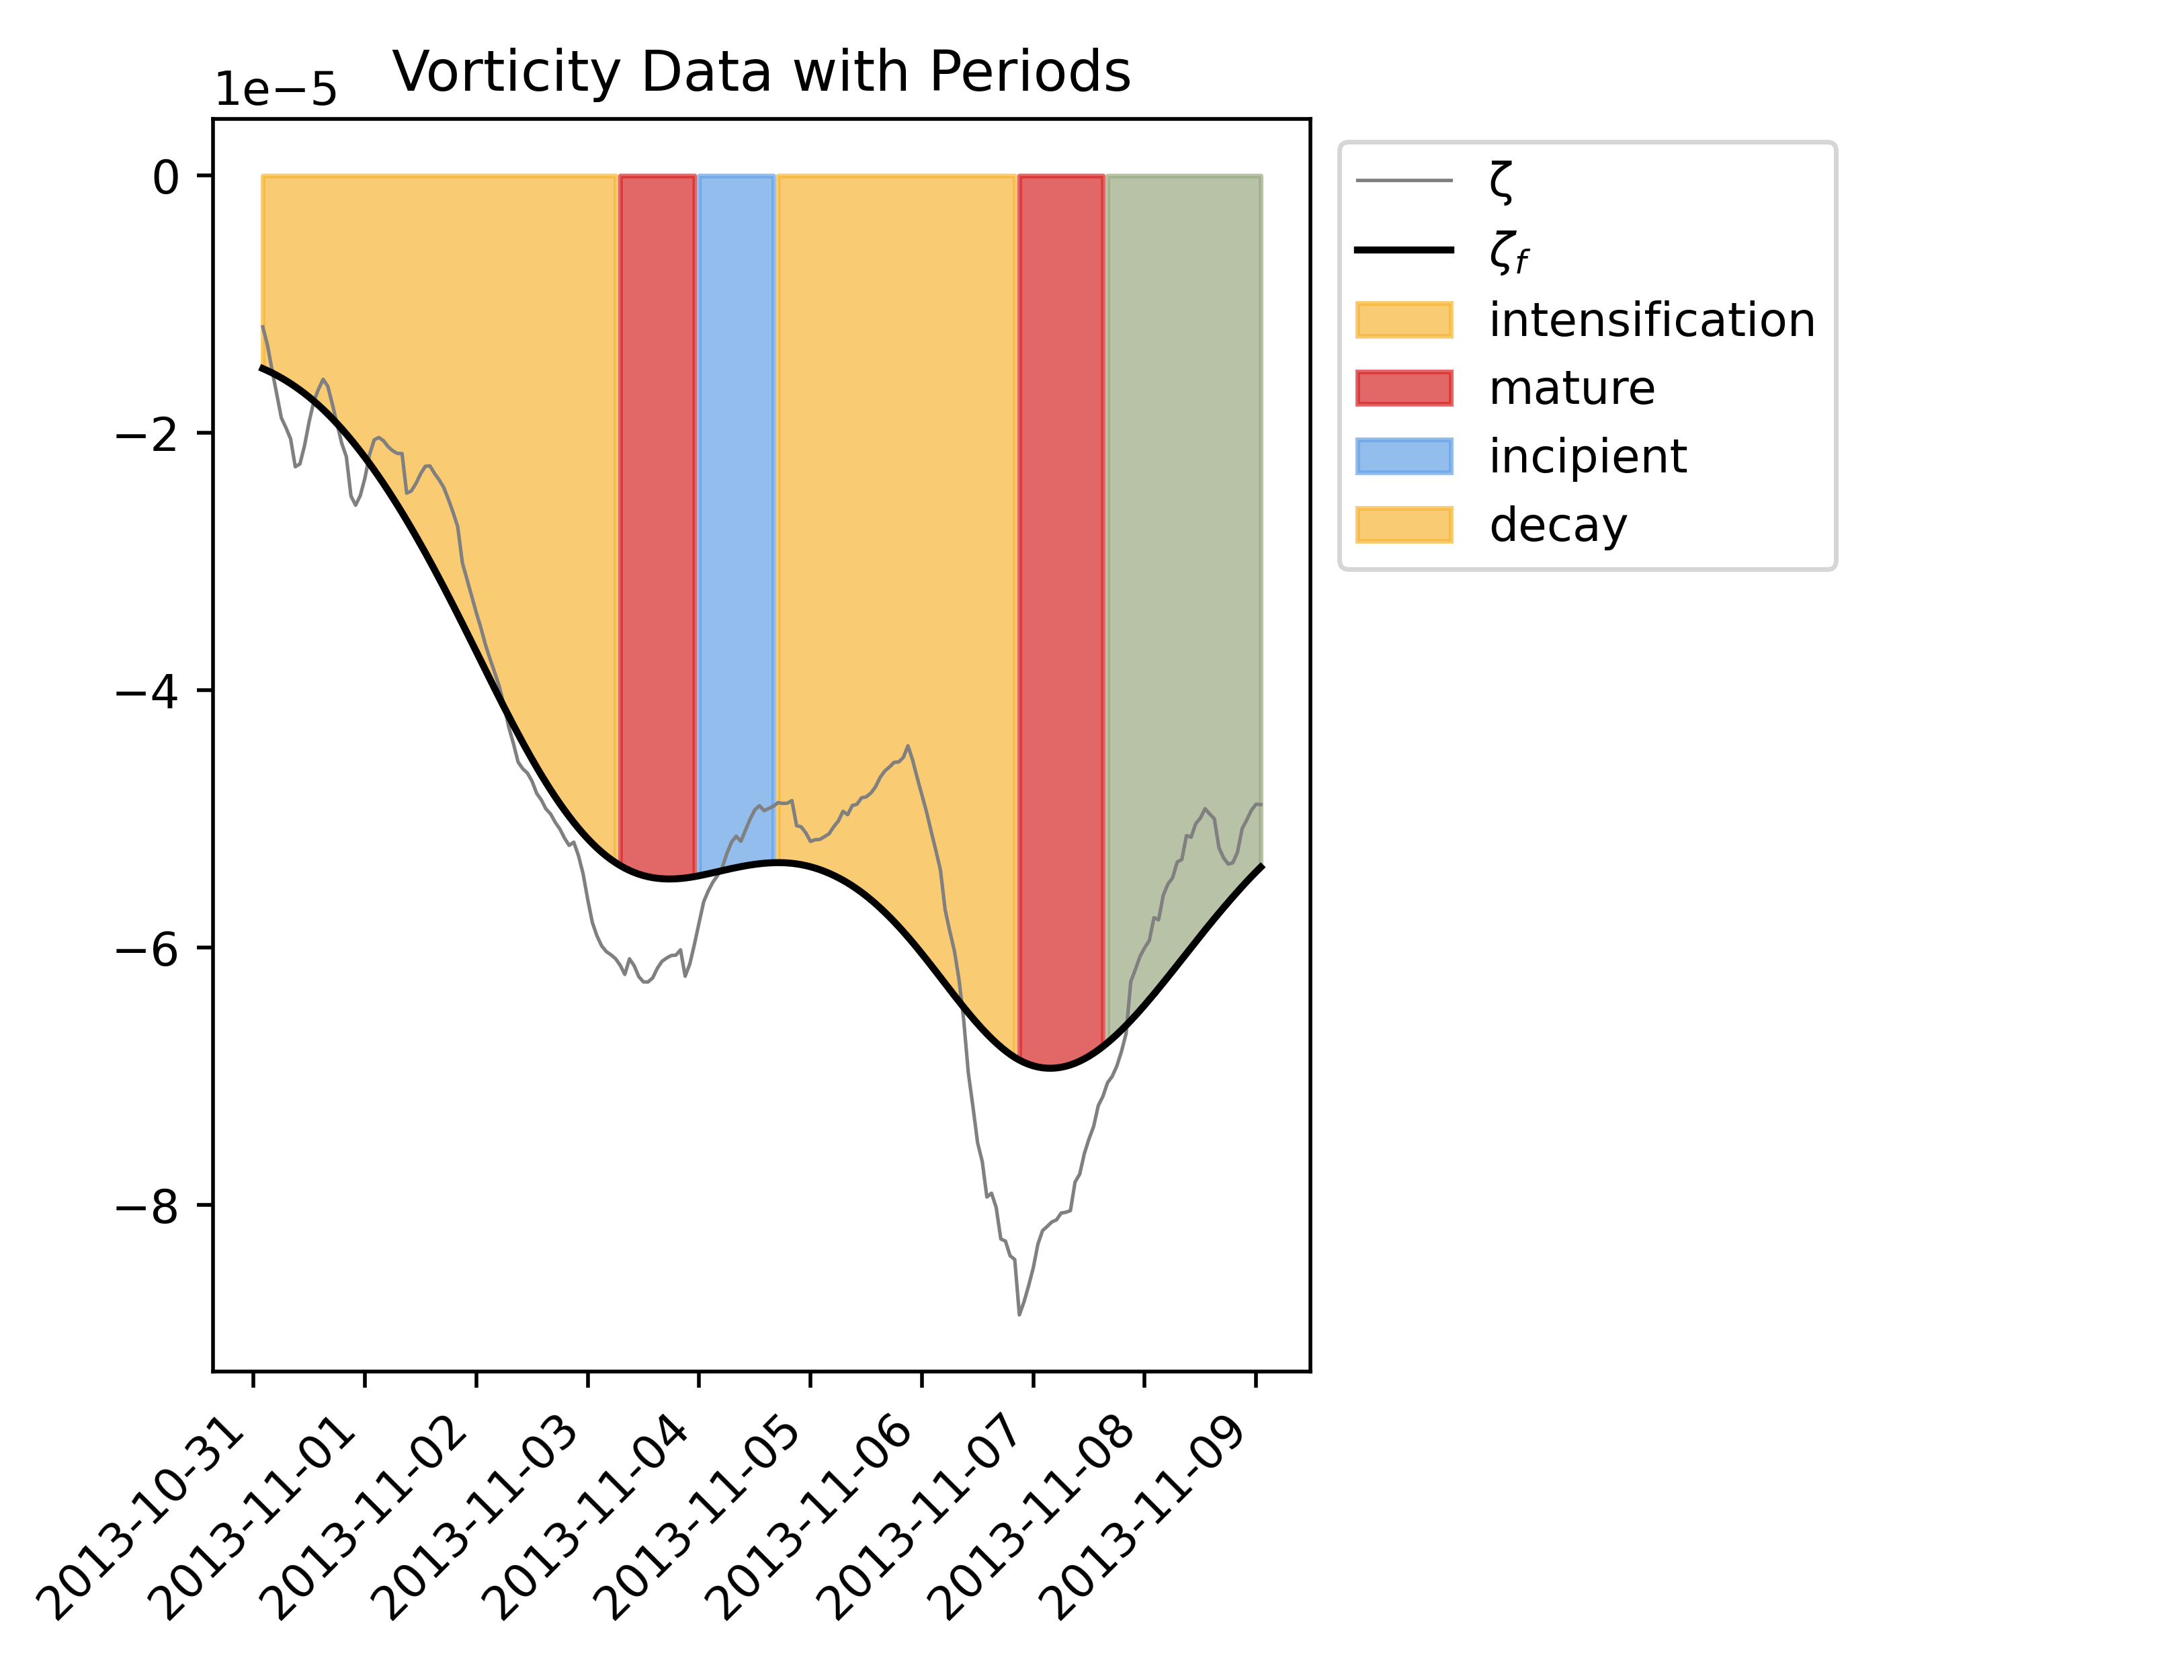 Vorticity Data with Periods
1e−5
0
−2
−4
−6
−8
2013-10-31
2013-11-01
2013-11-02
2013-11-03
2013-11-04
2013-11-05
2013-11-06
2013-11-07
2013-11-08
2013-11-09
ζ
ζf
intensification
mature
incipient
decay